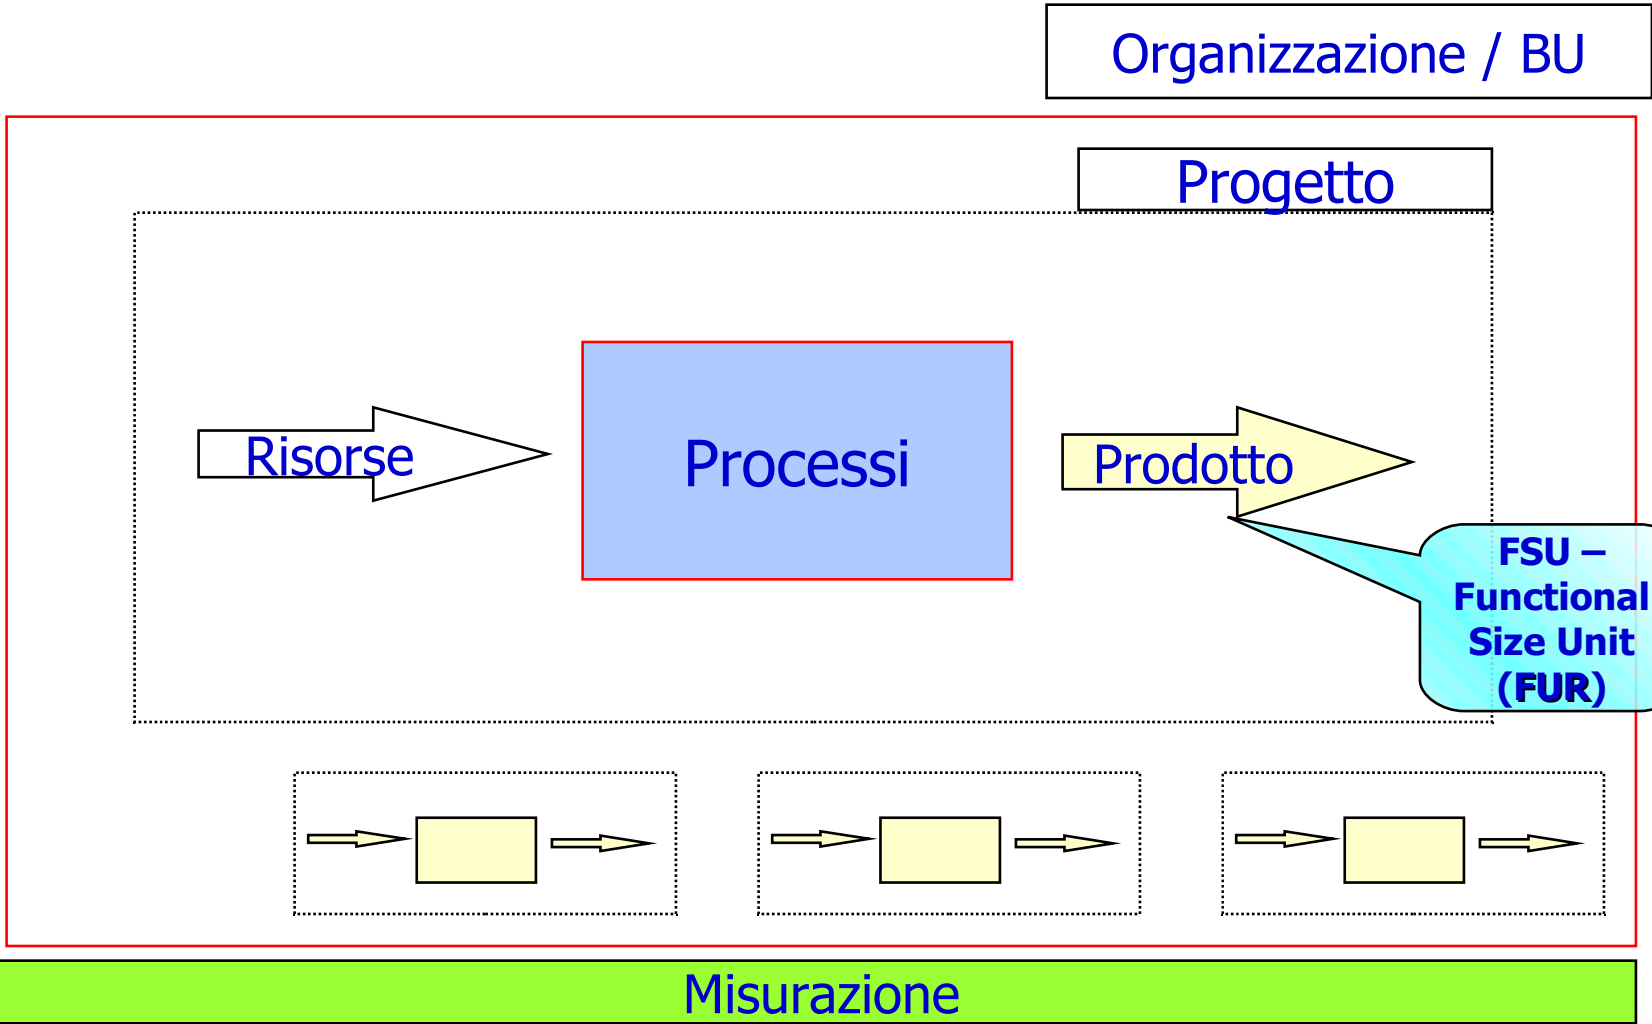 Organizzazione / BU
Progetto
Risorse
Processi
Prodotto
FSU –
Functional
Size Unit
(FUR)
Misurazione